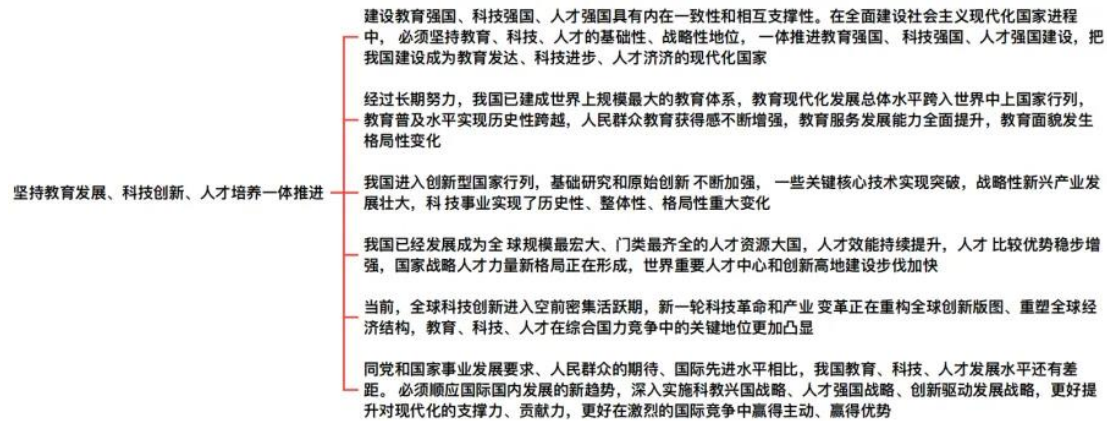 坚持教育发展、科技创新、人才培养一体推进
建设教育强国、科技强国、人才强国具有内在一致性和相互支撑性。在全面建设社会主义现代化国家进程
中， 必须坚持教育、科技、人才的基础性、战略性地位， 一体推进教育强国、 科技强国、人才强国建设，把
我国建设成为教育发达、科技进步、人才济济的现代化国家
经过长期努力，我国已建成世界上规模最大的教育体系，教育现代化发展总体水平跨入世界中上国家行列，
教育普及水平实现历史性跨越，人民群众教育获得感不断增强，教育服务发展能力全面提升，教育面貌发生
格局性变化
我国进入创新型国家行列，基础研究和原始创新 不断加强， 一些关键核心技术实现突破，战略性新兴产业发
展壮大，科 技事业实现了历史性、整体性、格局性重大变化
我国已经发展成为全 球规模最宏大、门类最齐全的人才资源大国，人才效能持续提升，人才 比较优势稳步增
强，国家战略人才力量新格局正在形成，世界重要人才中心和创新高地建设步伐加快
当前，全球科技创新进入空前密集活跃期，新一轮科技革命和产业 变革正在重构全球创新版图、重塑全球经
济结构，教育、科技、人才在综合国力竞争中的关键地位更加凸显
同党和国家事业发展要求、人民群众的期待、国际先进水平相比，我国教育、科技、人才发展水平还有差
距。 必须顺应国际国内发展的新趋势，深入实施科教兴国战略、人才强国战略、创新驱动发展战略，更好提
升对现代化的支撑力、贡献力，更好在激烈的国际竞争中赢得主动、赢得优势